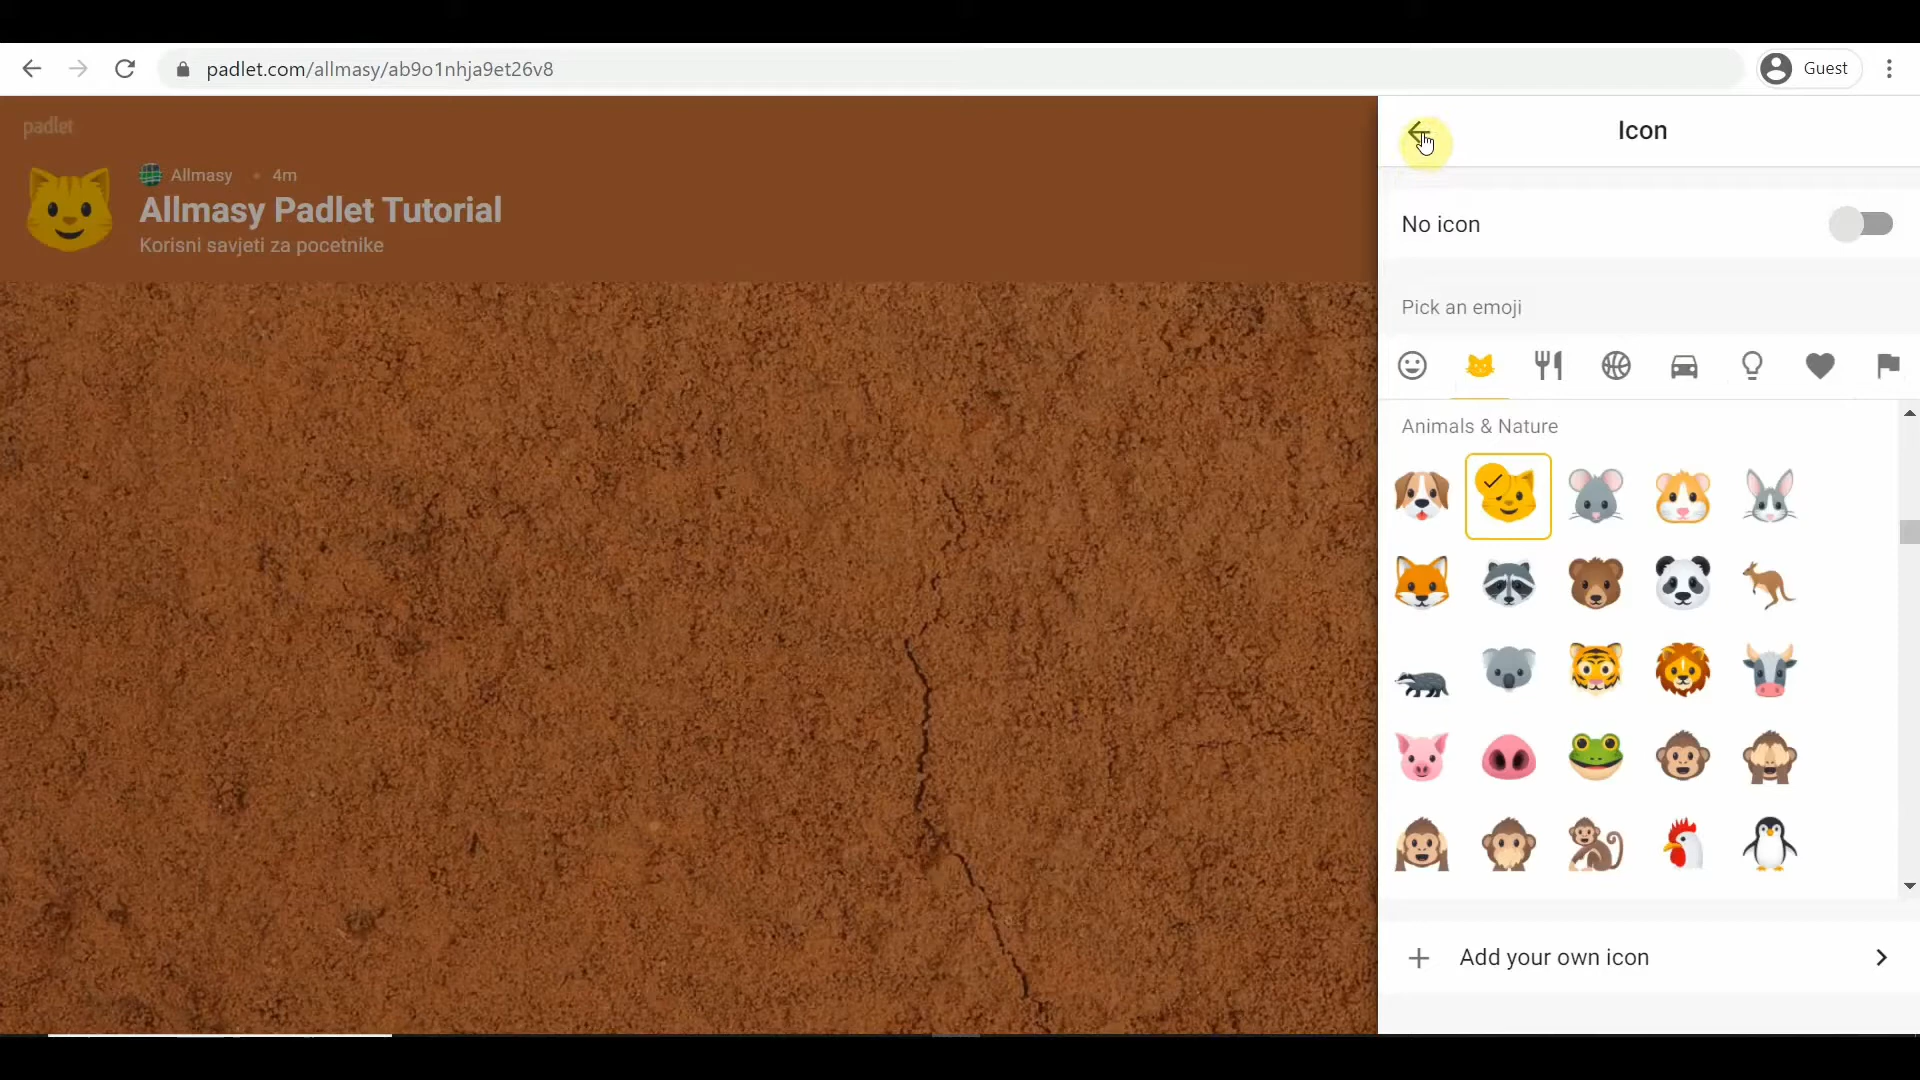 padlet.com/allmasy/ab9o1nhja9et26v8
Guest
padlet
Allmasy • 4m
Allmasy Padlet Tutorial
Korisni savjeti za pocetnike
Icon
No icon
Pick an emoji
Animals & Nature
Add your own icon